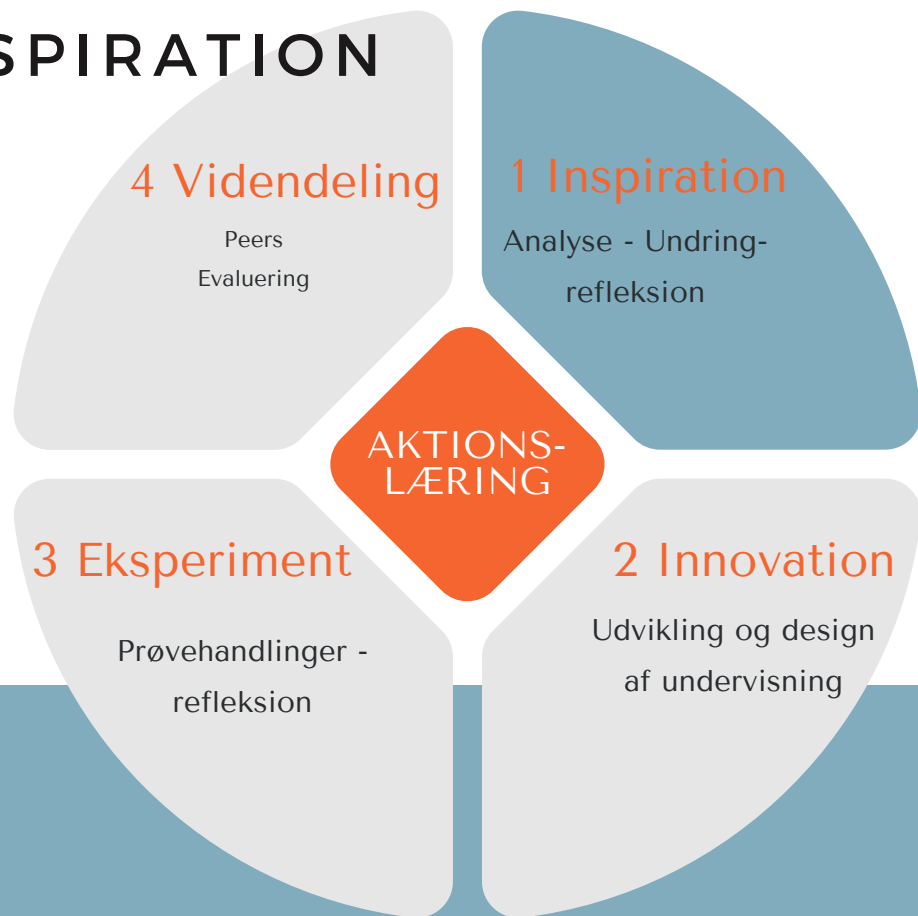 SPIRATION
4 Videndeling
Peers
Evaluering
1 Inspiration
Analyse - Undring-
refleksion
AKTIONS-
LÆRING
3 Eksperiment
Prøvehandlinger -
refleksion
2 Innovation
Udvikling og design
af undervisning